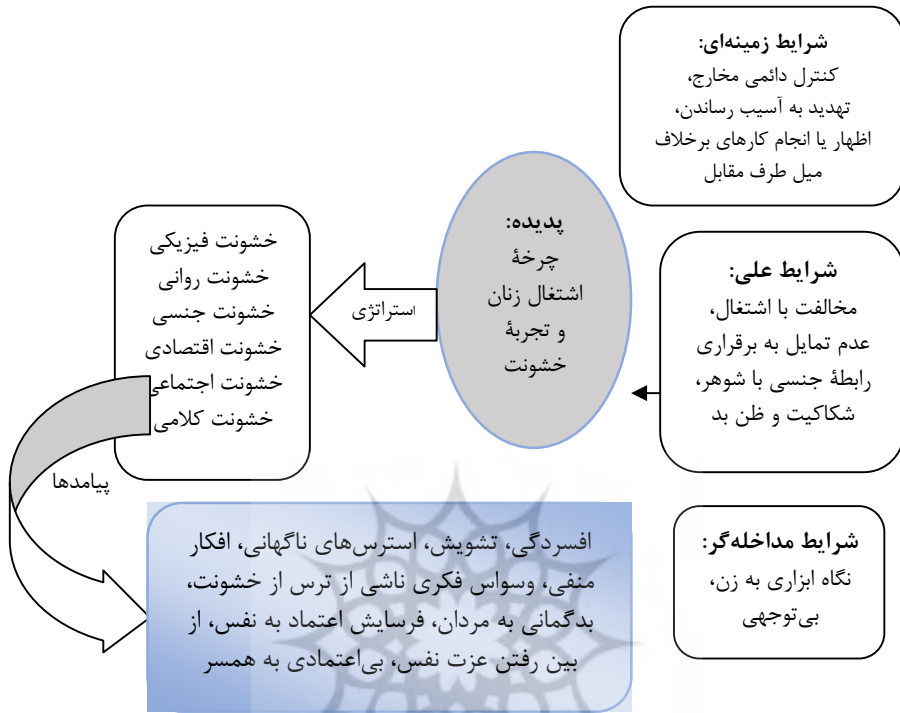 شرایط زمینه‌ای:
کنترل دائمی مخارج،
تهدید به آسیب رساندن،
اظهار یا انجام کارهای برخلاف
میل طرف مقابل
شرایط علی:
مخالفت با اشتغال،
عدم تمایل به برقراری
رابطۀ جنسی با شوهر،
شکاکیت و ظن بد
شرایط مداخله‌گر:
نگاه ابزاری به زن،
بی‌توجهی
پدیده:
چرخۀ
اشتغال زنان
و تجربۀ
خشونت
استراتژی
خشونت فیزیکی
خشونت روانی
خشونت جنسی
خشونت اقتصادی
خشونت اجتماعی
خشونت کلامی
پیامدها
افسردگی، تشویش، استرس‌های ناگهانی، افکار
منفی، وسواس فکری ناشی از ترس از خشونت،
بدگمانی به مردان، فرسایش اعتماد به نفس، از
بین رفتن عزت نفس، بی‌اعتمادی به همسر